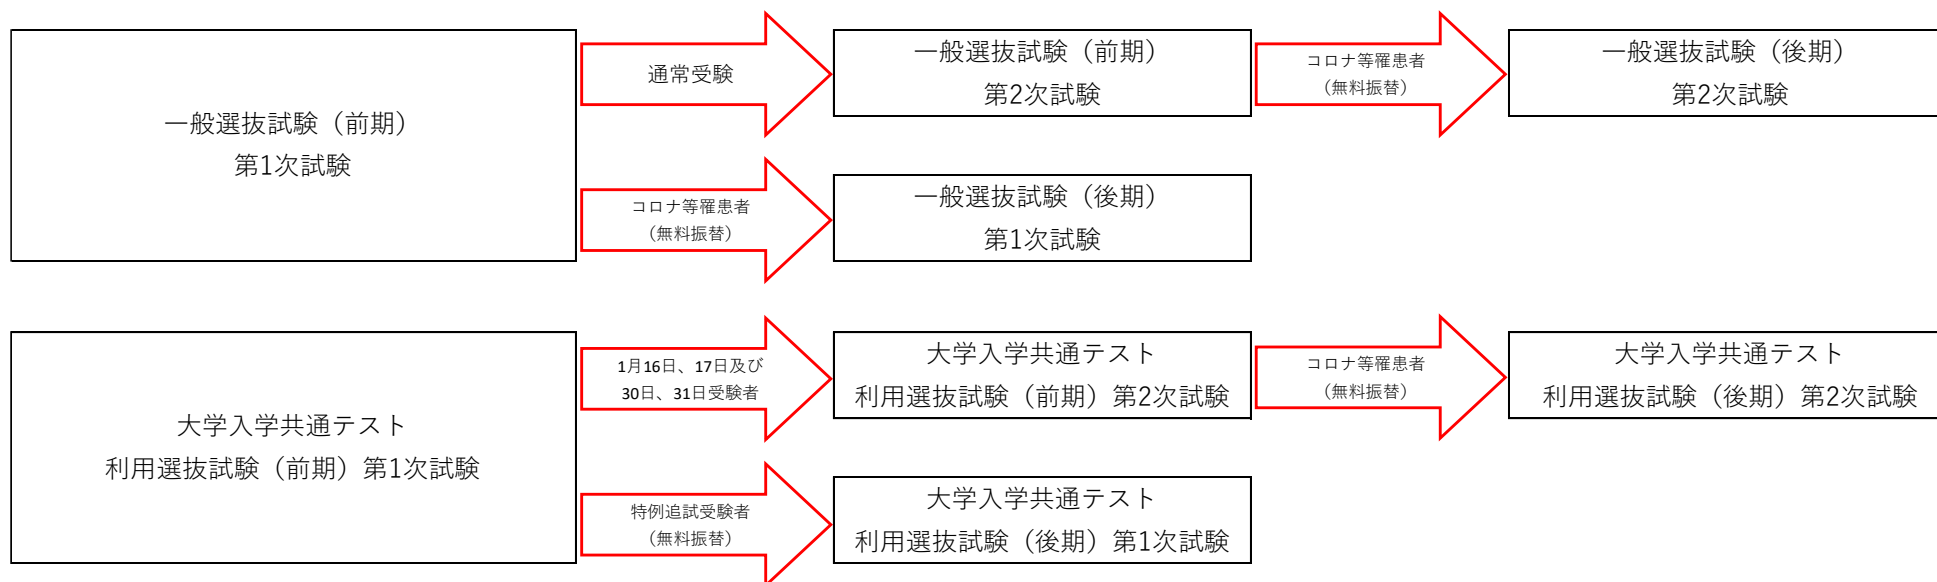 一般選抜試験（前期）
第1次試験
通常受験
一般選抜試験（前期）
第2次試験
コロナ等罹患者
（無料振替）
一般選抜試験（後期）
第2次試験
コロナ等罹患者
（無料振替）
一般選抜試験（後期）
第1次試験
大学入学共通テスト
利用選抜試験（前期）第1次試験
1月16日、17日及び
30日、31日受験者
大学入学共通テスト
利用選抜試験（前期）第2次試験
コロナ等罹患者
（無料振替）
大学入学共通テスト
利用選抜試験（後期）第2次試験
特例追試受験者
（無料振替）
大学入学共通テスト
利用選抜試験（後期）第1次試験